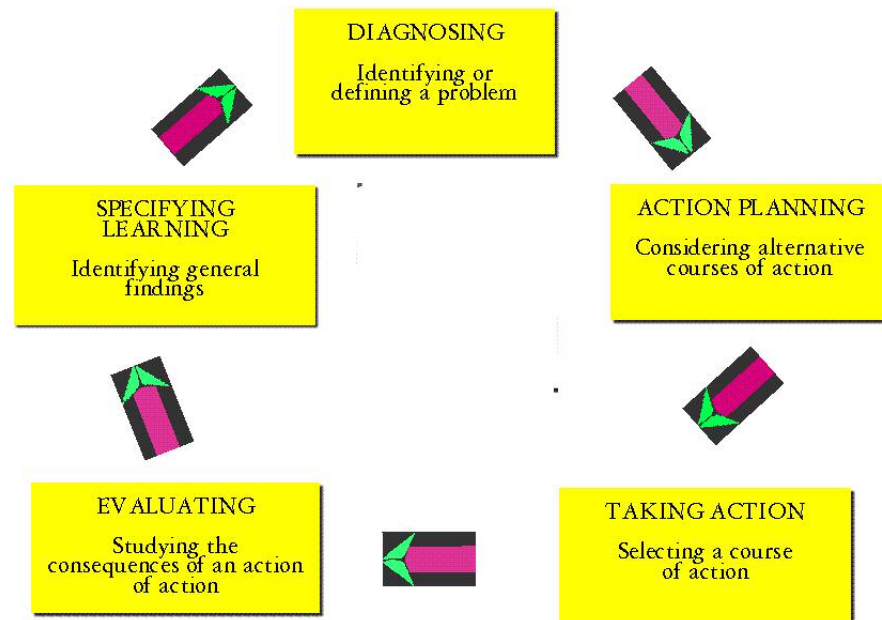 DIAGNOSING
Identifying or
defining a problem
SPECIFYING
LEARNING
Identifying general
findings
ACTION PLANNING
Considering alternative
courses of action
EVALUATING
Studying the
consequences of an action
of action
TAKING ACTION
Selecting a course
of action